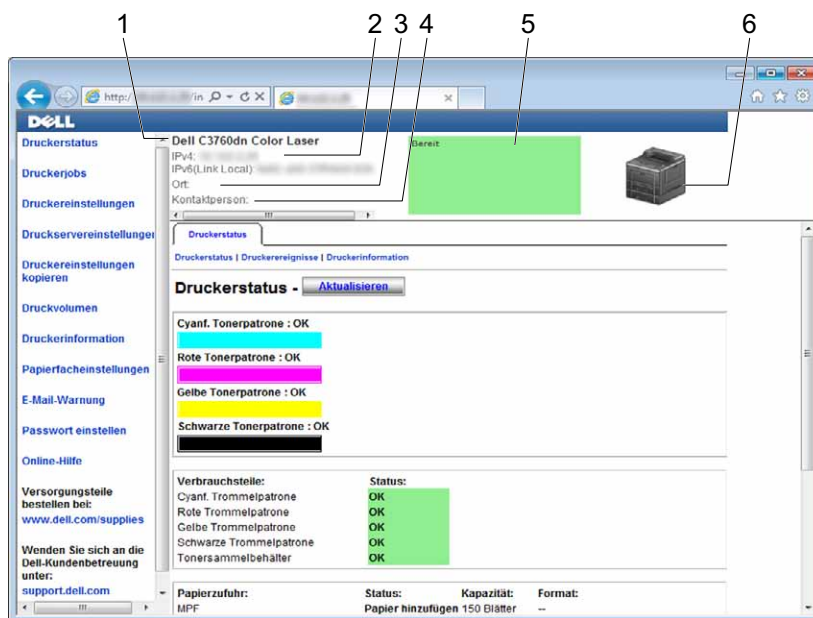 1 2 3 4 5 6
http:/ /in
DELL
Druckerstatus
Druckerjobs
Druckereinstellungen
Druckservereinstellunger
Druckereinstellungen
kopieren
Druckvolumen
Druckerinformation
Papierfacheinstellungen
E-Mail-Warnung
Passwort einstellen
Online-Hilfe
Versorgungsteile
bestellen bei:
www.dell.com/supplies
Wenden Sie sich an die
Dell-Kundenbetreuung
unter:
support.dell.com
Dell C3760dn Color Laser
IPv4:
IPv6(Link Local):
Ort:
Kontaktperson:
Bereit
Druckerstatus
Druckerstatus | Druckerereignisse | Druckerinformation
Druckerstatus - Aktualisieren
Cyanf. Tonerpatrone : OK
Rote Tonerpatrone : OK
Gelbe Tonerpatrone : OK
Schwarze Tonerpatrone : OK
Verbrauchsteile: Status:
Cyanf. Trommelpatrone OK
Rote Trommelpatrone OK
Gelbe Trommelpatrone OK
Schwarze Trommelpatrone OK
Tonersammelbehälter OK
Papierzufuhr: Status: Kapazität: Format:
MPF Papier hinzufügen 150 Blätter --